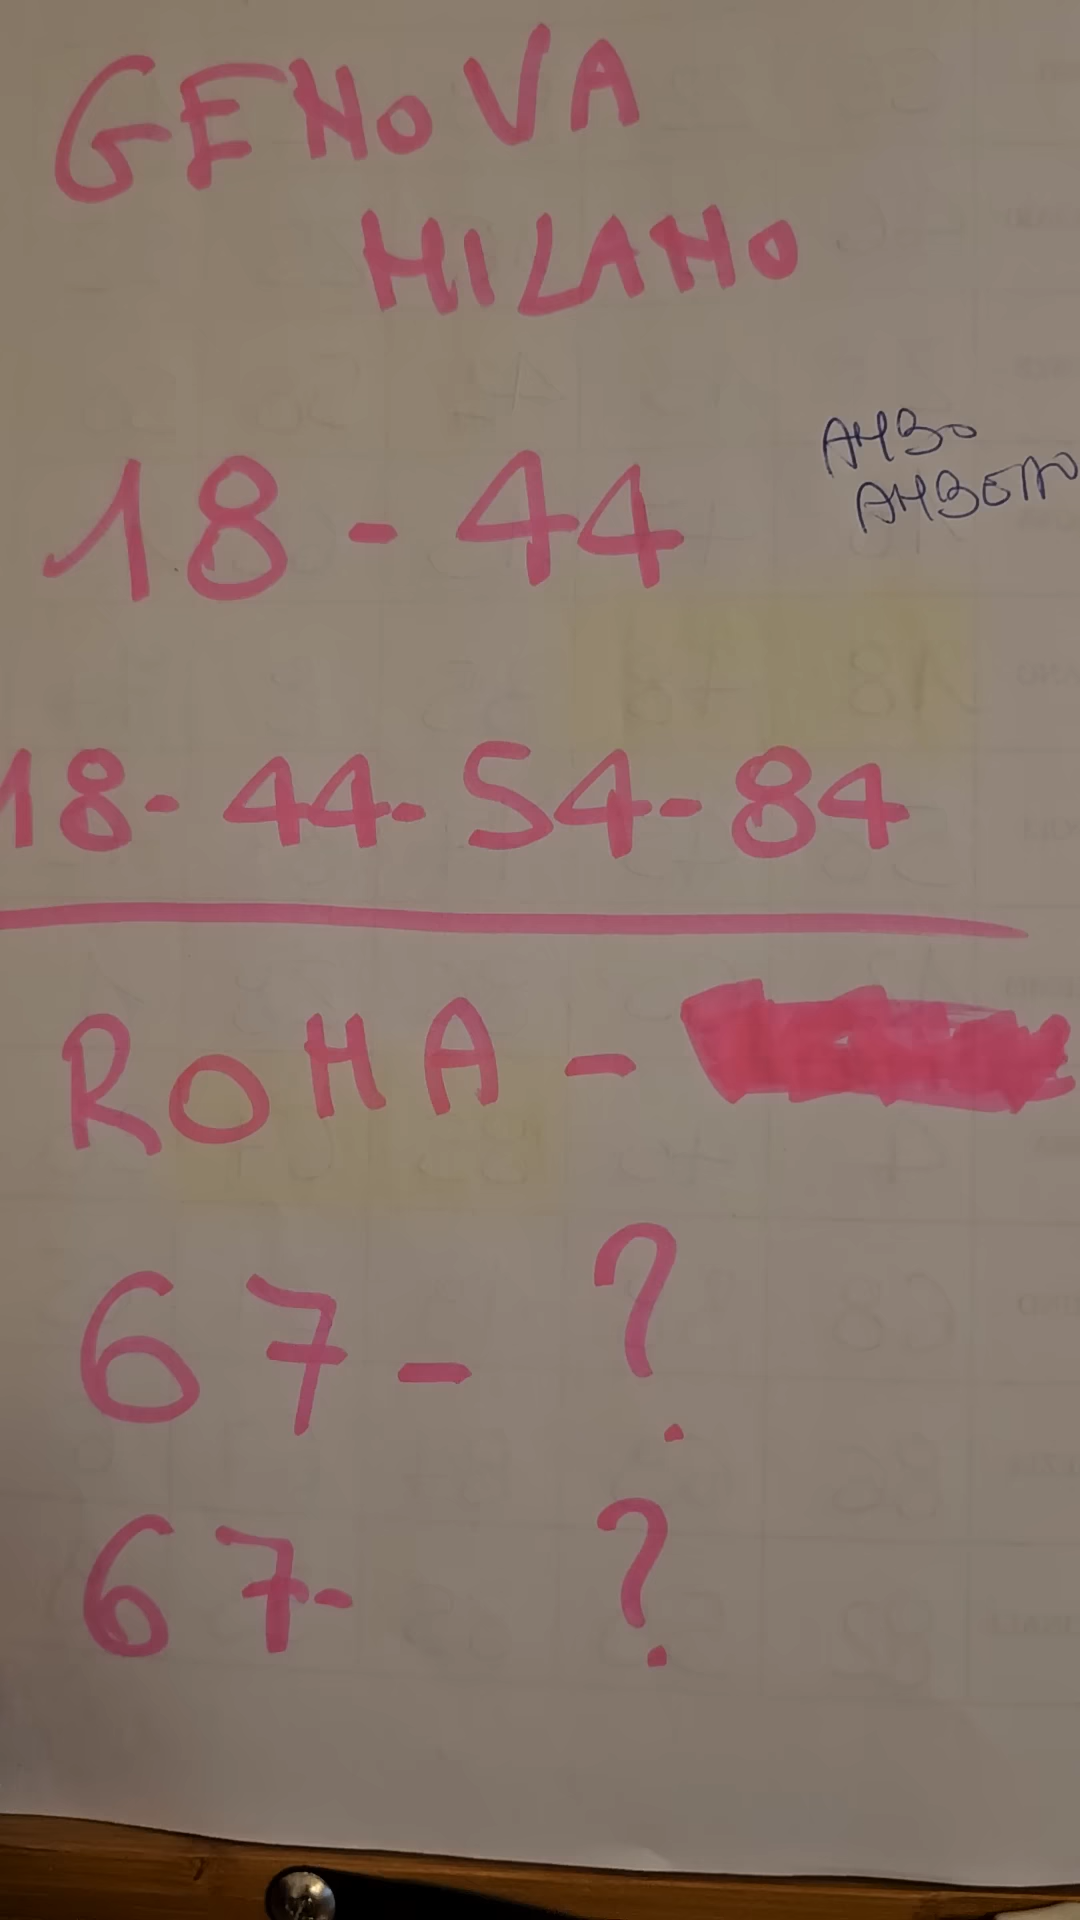 GENOVA
MILANO
AMBO
AMBETTO
18 - 44
18 - 44 - 54 - 84
ROMA -
67 - ?
67 - ?